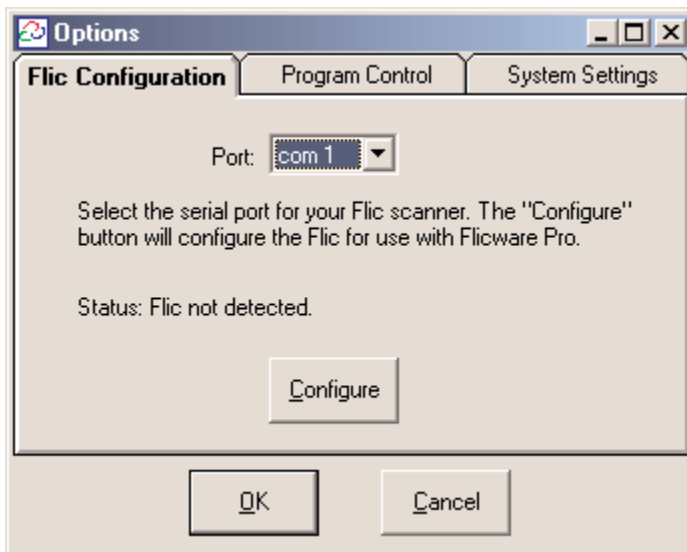 Options
Flic Configuration
Program Control
System Settings
Port: com 1
Select the serial port for your Flic scanner. The "Configure"
button will configure the Flic for use with Flicware Pro.
Status: Flic not detected.
Configure
OK
Cancel